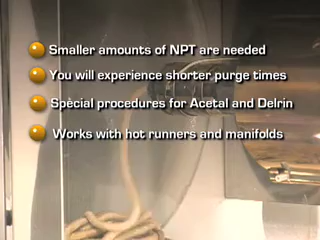 Smaller amounts of NPT are needed
You will experience shorter purge times
Special procedures for Acetal and Delrin
Works with hot runners and manifolds